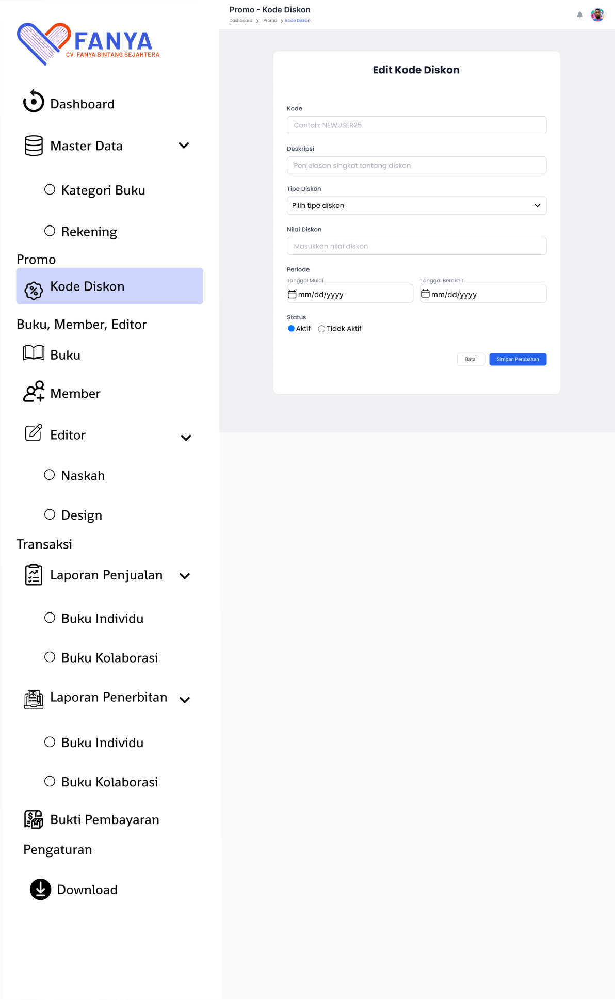 FANYA
CV. FANYA BINTANG SEJAHTERA
Dashboard
Master Data
Kategori Buku
Rekening
Promo
Kode Diskon
Buku, Member, Editor
Buku
Member
Editor
Naskah
Design
Transaksi
Laporan Penjualan
Buku Individu
Buku Kolaborasi
Laporan Penerbitan
Buku Individu
Buku Kolaborasi
Bukti Pembayaran
Pengaturan
Download
Promo - Kode Diskon
Dashboard > Promo > Kode Diskon
Edit Kode Diskon
Kode
Contoh: NEWUSER25
Deskripsi
Penjelasan singkat tentang diskon
Tipe Diskon
Pilih tipe diskon
Nilai Diskon
Masukkan nilai diskon
Periode
Tanggal Mulai Tanggal Berakhir
mm/dd/yyyy mm/dd/yyyy
Status
Aktif Tidak Aktif
Batal Simpan Perubahan